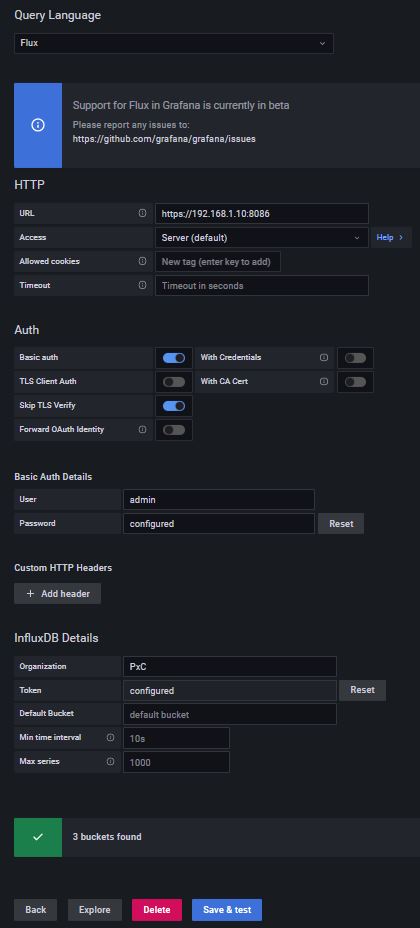 Query Language
Flux
Support for Flux in Grafana is currently in beta
Please report any issues to:
https://github.com/grafana/grafana/issues
HTTP
URL https://192.168.1.10:8086
Access Server (default) Help >
Allowed cookies New tag (enter key to add)
Timeout Timeout in seconds
Auth
Basic auth With Credentials
TLS Client Auth With CA Cert
Skip TLS Verify
Forward OAuth Identity
Basic Auth Details
User admin
Password configured Reset
Custom HTTP Headers
+ Add header
InfluxDB Details
Organization PxC
Token configured Reset
Default Bucket default bucket
Min time interval 10s
Max series 1000
3 buckets found
Back Explore Delete Save & test